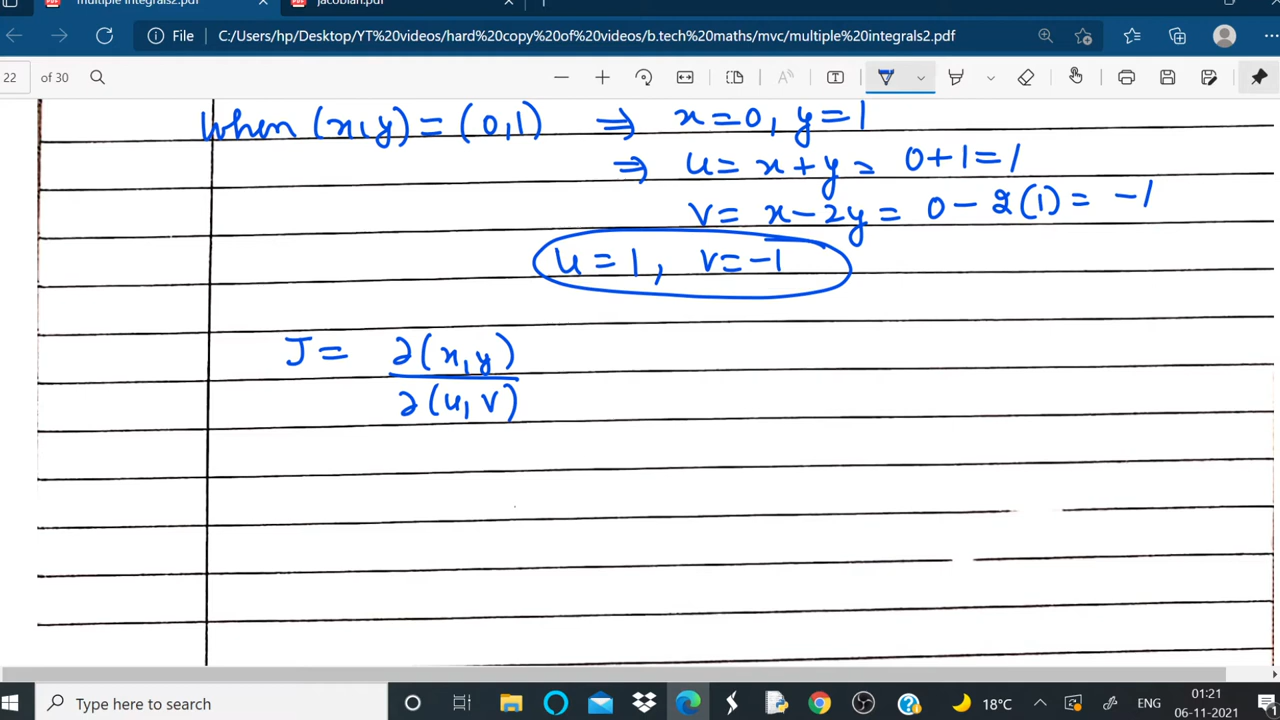 multiple integrals2.pdf
jacobian.pdf
File C:/Users/hp/Desktop/YT%20videos/hard%20copy%20of%20videos/b.tech%20maths/mvc/multiple%20integrals2.pdf
22 of 30
When (x,y) = (0,1) ⇒ x=0, y=1
⇒ u= x+y = 0+1=1
v= x-2y = 0-2(1) = -1
u=1, v=-1
J= ∂(x,y)
∂(u,v)
Type here to search
18°C
ENG
01:21
06-11-2021